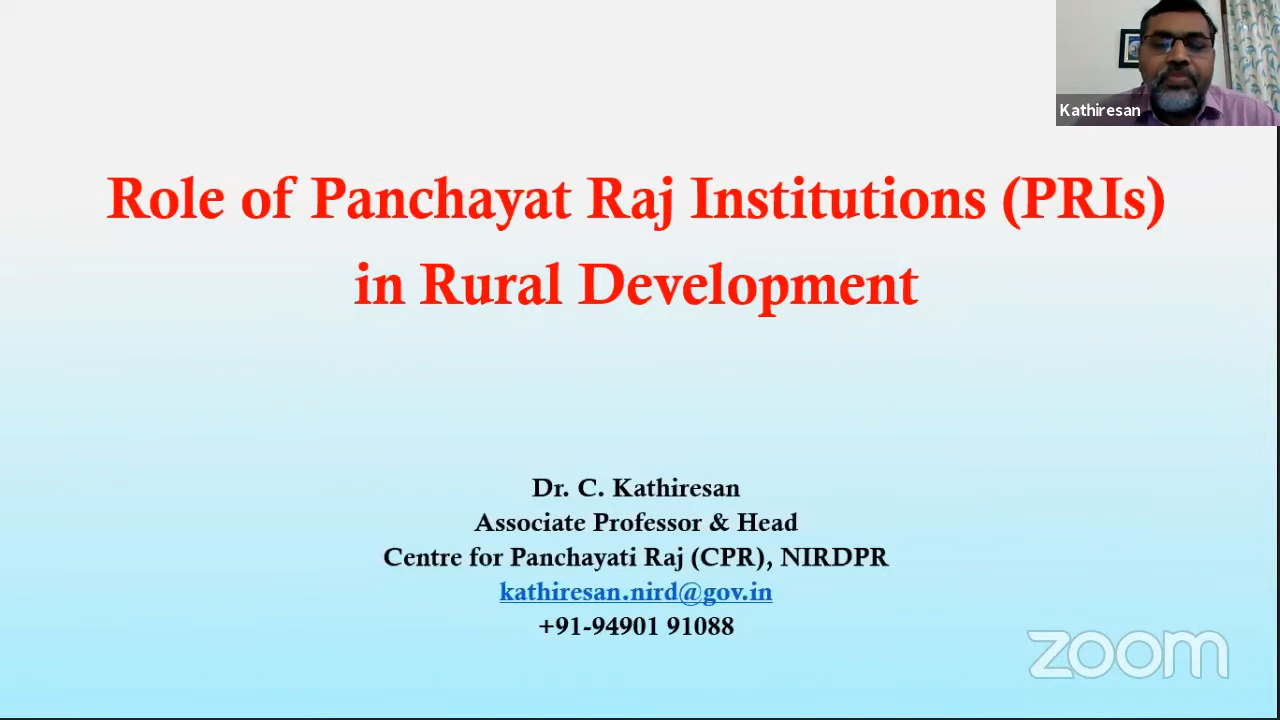 Kathiresan
Role of Panchayat Raj Institutions (PRIs)
in Rural Development
Dr. C. Kathiresan
Associate Professor & Head
Centre for Panchayati Raj (CPR), NIRDPR
kathiresan.nird@gov.in
+91-94901 91088
zoom